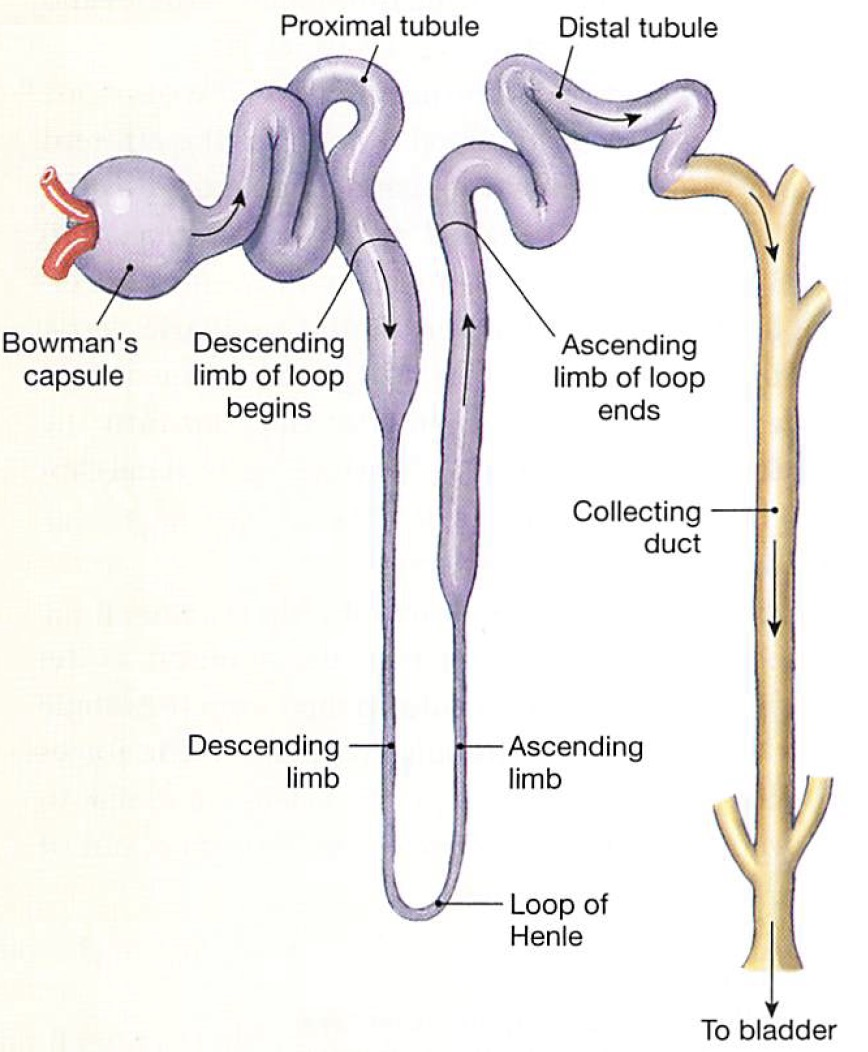 Proximal tubule
Distal tubule
Bowman's
capsule
Descending
limb of loop
begins
Ascending
limb of loop
ends
Collecting
duct
Descending
limb
Ascending
limb
Loop of
Henle
To bladder